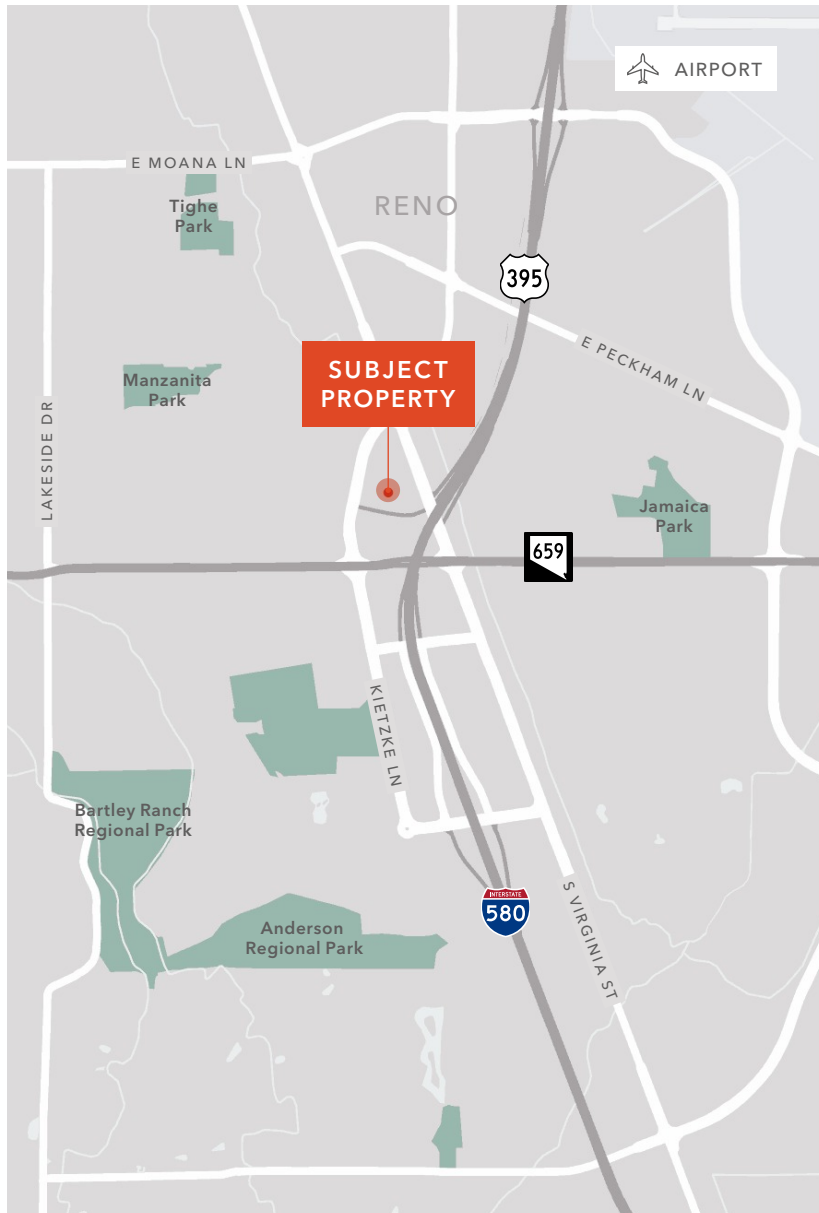 AIRPORT
E MOANA LN
Tighe
Park
RENO
395
E PECKHAM LN
SUBJECT
PROPERTY
Manzanita
Park
LAKESIDE DR
Jamaica
Park
659
KIETZKE LN
Bartley Ranch
Regional Park
INTERSTATE
580
S VIRGINIA ST
Anderson
Regional Park